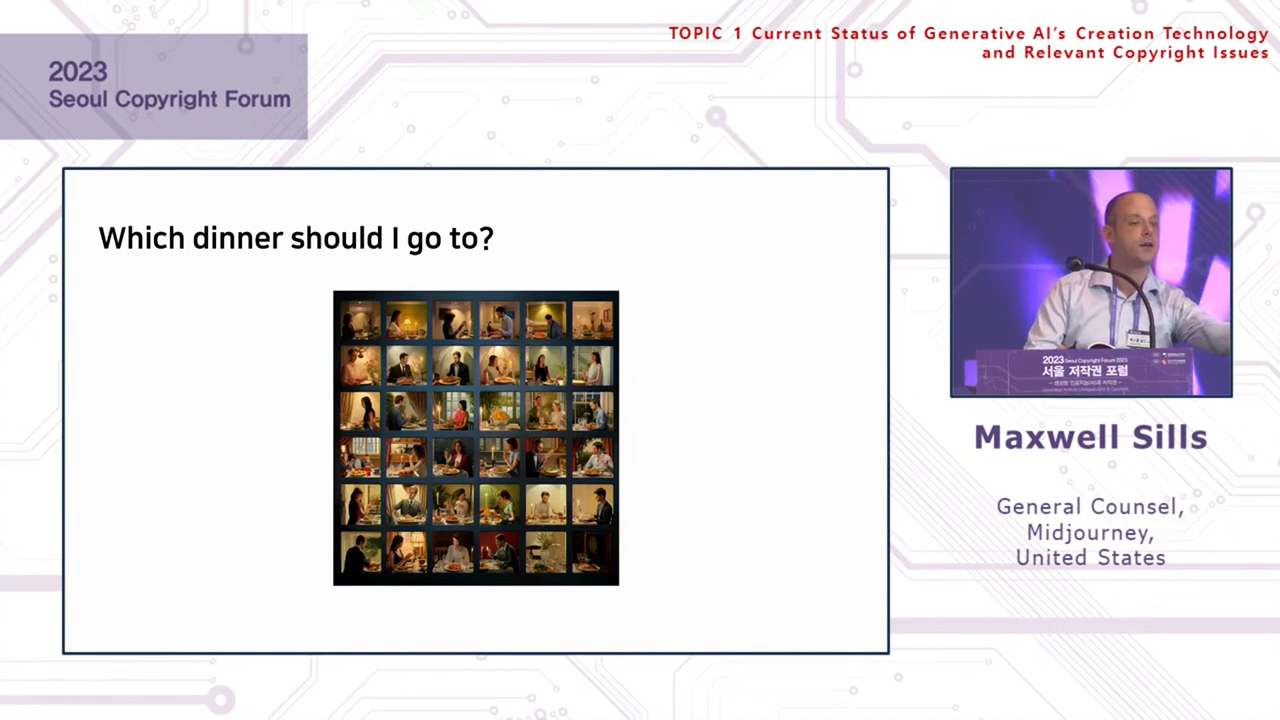 TOPIC 1 Current Status of Generative AI's Creation Technology
and Relevant Copyright Issues
2023
Seoul Copyright Forum
Which dinner should I go to?
2023 Seoul Copyright Forum 2023
서울 저작권 포럼
Maxwell Sills
General Counsel,
Midjourney,
United States